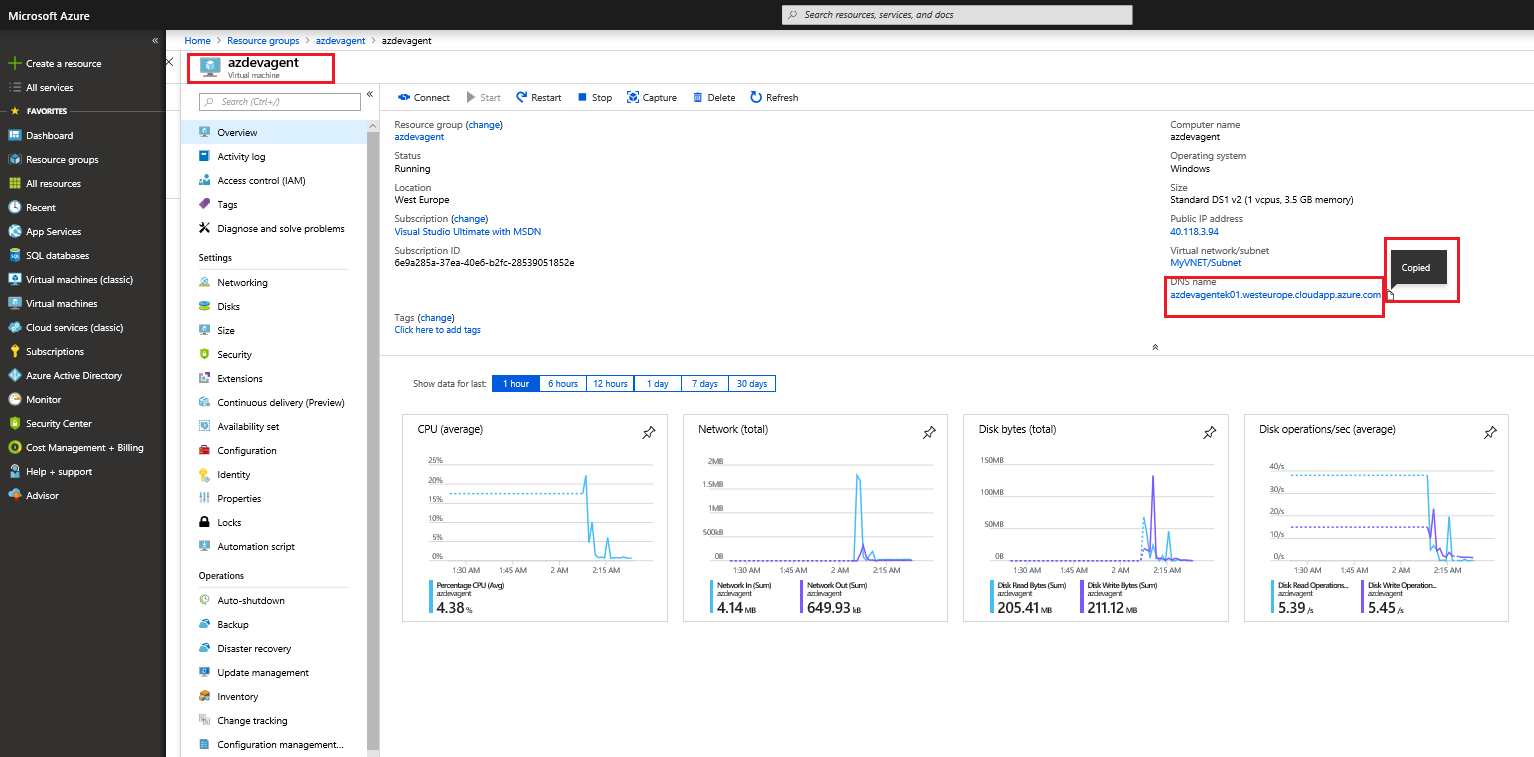 Microsoft Azure
Search resources, services, and docs
Create a resource
All services
FAVORITES
Dashboard
Resource groups
All resources
Recent
App Services
SQL databases
Virtual machines (classic)
Virtual machines
Cloud services (classic)
Subscriptions
Azure Active Directory
Monitor
Security Center
Cost Management + Billing
Help + support
Advisor
Home > Resource groups > azdevagent > azdevagent
azdevagent
Virtual machine
Search (Ctrl+/)
Overview
Activity log
Access control (IAM)
Tags
Diagnose and solve problems
Settings
Networking
Disks
Size
Security
Extensions
Continuous delivery (Preview)
Availability set
Configuration
Identity
Properties
Locks
Automation script
Operations
Auto-shutdown
Backup
Disaster recovery
Update management
Inventory
Change tracking
Configuration management...
Connect Start Restart Stop Capture Delete Refresh
Resource group (change)
azdevagent
Status
Running
Location
West Europe
Subscription (change)
Visual Studio Ultimate with MSDN
Subscription ID
6e9a285a-37ea-40e6-b2fc-28539051852e
Tags (change)
Click here to add tags
Computer name
azdevagent
Operating system
Windows
Size
Standard DS1 v2 (1 vcpus, 3.5 GB memory)
Public IP address
40.118.3.94
Virtual network/subnet
MyVNET/Subnet
DNS name
azdevagentek01.westeurope.cloudapp.azure.com
Copied
Show data for last: 1 hour 6 hours 12 hours 1 day 7 days 30 days
CPU (average)
25%
20%
15%
10%
5%
0%
1:30 AM 1:45 AM 2 AM 2:15 AM
Percentage CPU (Avg)
azdevagent
4.38 %
Network (total)
2MB
1.5MB
1MB
500kB
0B
1:30 AM 1:45 AM 2 AM 2:15 AM
Network In (Sum)
azdevagent
4.14 MB
Network Out (Sum)
azdevagent
649.93 kB
Disk bytes (total)
150MB
100MB
50MB
0B
1:30 AM 1:45 AM 2 AM 2:15 AM
Disk Read Bytes (Sum)
azdevagent
205.41 MB
Disk Write Bytes (Sum)
azdevagent
211.12 MB
Disk operations/sec (average)
40/s
30/s
20/s
10/s
0/s
1:30 AM 1:45 AM 2 AM 2:15 AM
Disk Read Operations...
azdevagent
5.39 /s
Disk Write Operation...
azdevagent
5.45 /s